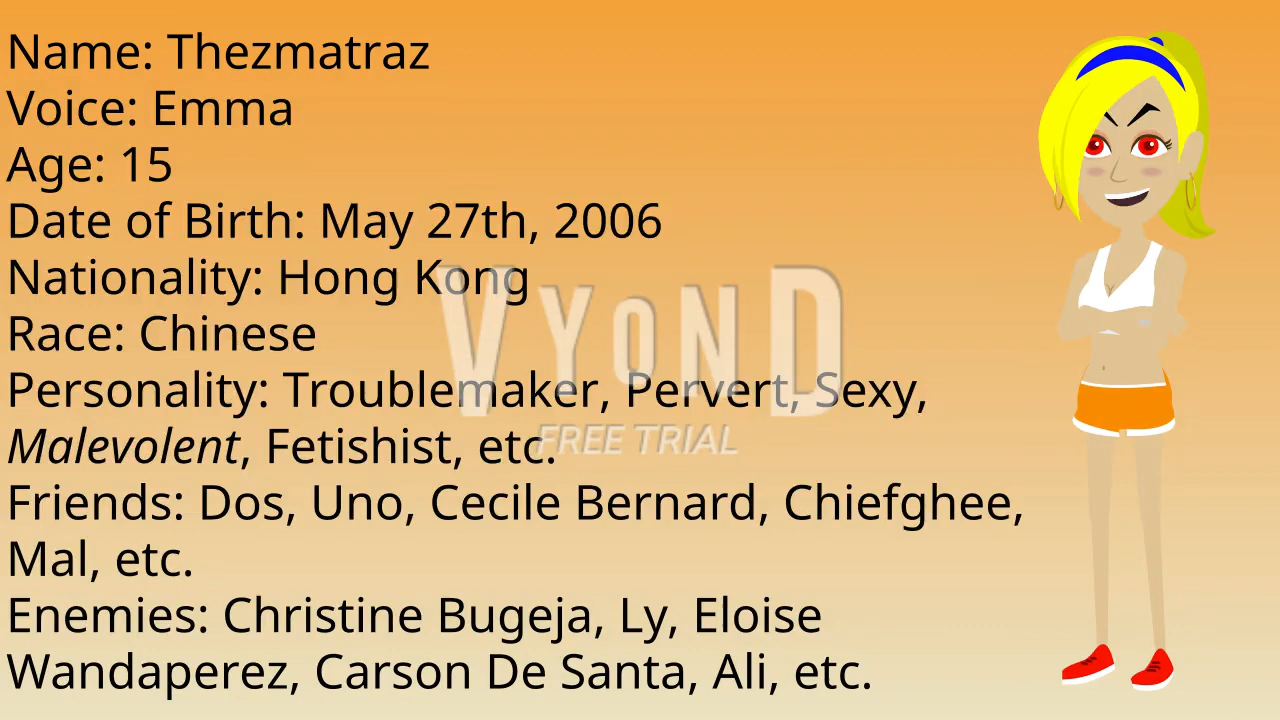 Name: Thezmatraz
Voice: Emma
Age: 15
Date of Birth: May 27th, 2006
Nationality: Hong Kong
Race: Chinese
Personality: Troublemaker, Pervert, Sexy,
Malevolent, Fetishist, etc.
Friends: Dos, Uno, Cecile Bernard, Chiefghee,
Mal, etc.
Enemies: Christine Bugeja, Ly, Eloise
Wandaperez, Carson De Santa, Ali, etc.
VYOND
FREE TRIAL